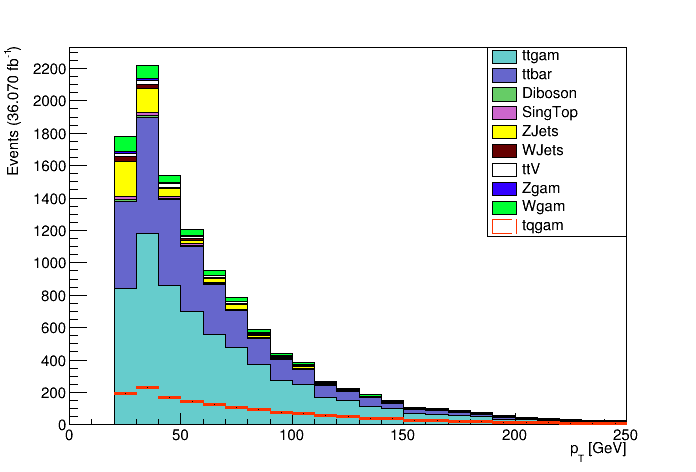 Events (36.070 fb⁻¹)
2200
2000
1800
1600
1400
1200
1000
800
600
400
200
0
0 50 100 150 200 250
p_T [GeV]
ttgam
ttbar
Diboson
SingTop
ZJets
WJets
ttV
Zgam
Wgam
tqgam